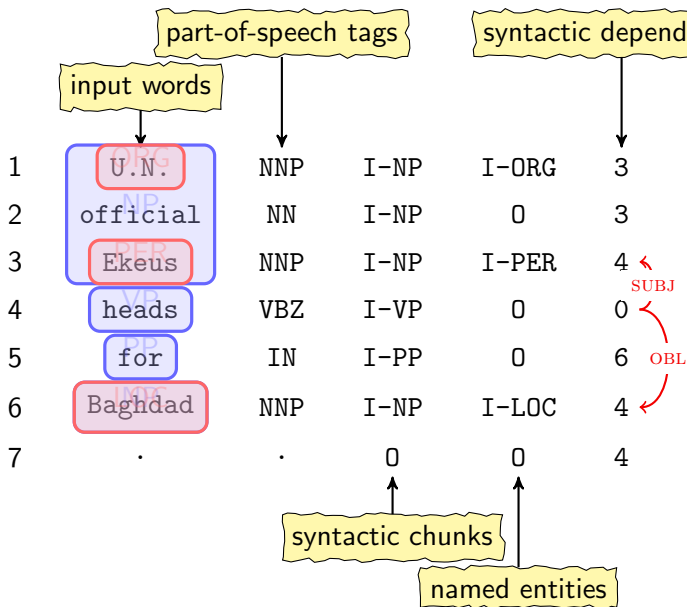 part-of-speech tags syntactic depend
input words
1 U.N. NNP I-NP I-ORG 3
2 official NN I-NP O 3
3 Ekeus NNP I-NP I-PER 4
SUBJ
4 heads VBZ I-VP O 0
5 for IN I-PP O 6
OBL
6 Baghdad NNP I-NP I-LOC 4
7 . . O O 4
syntactic chunks
named entities